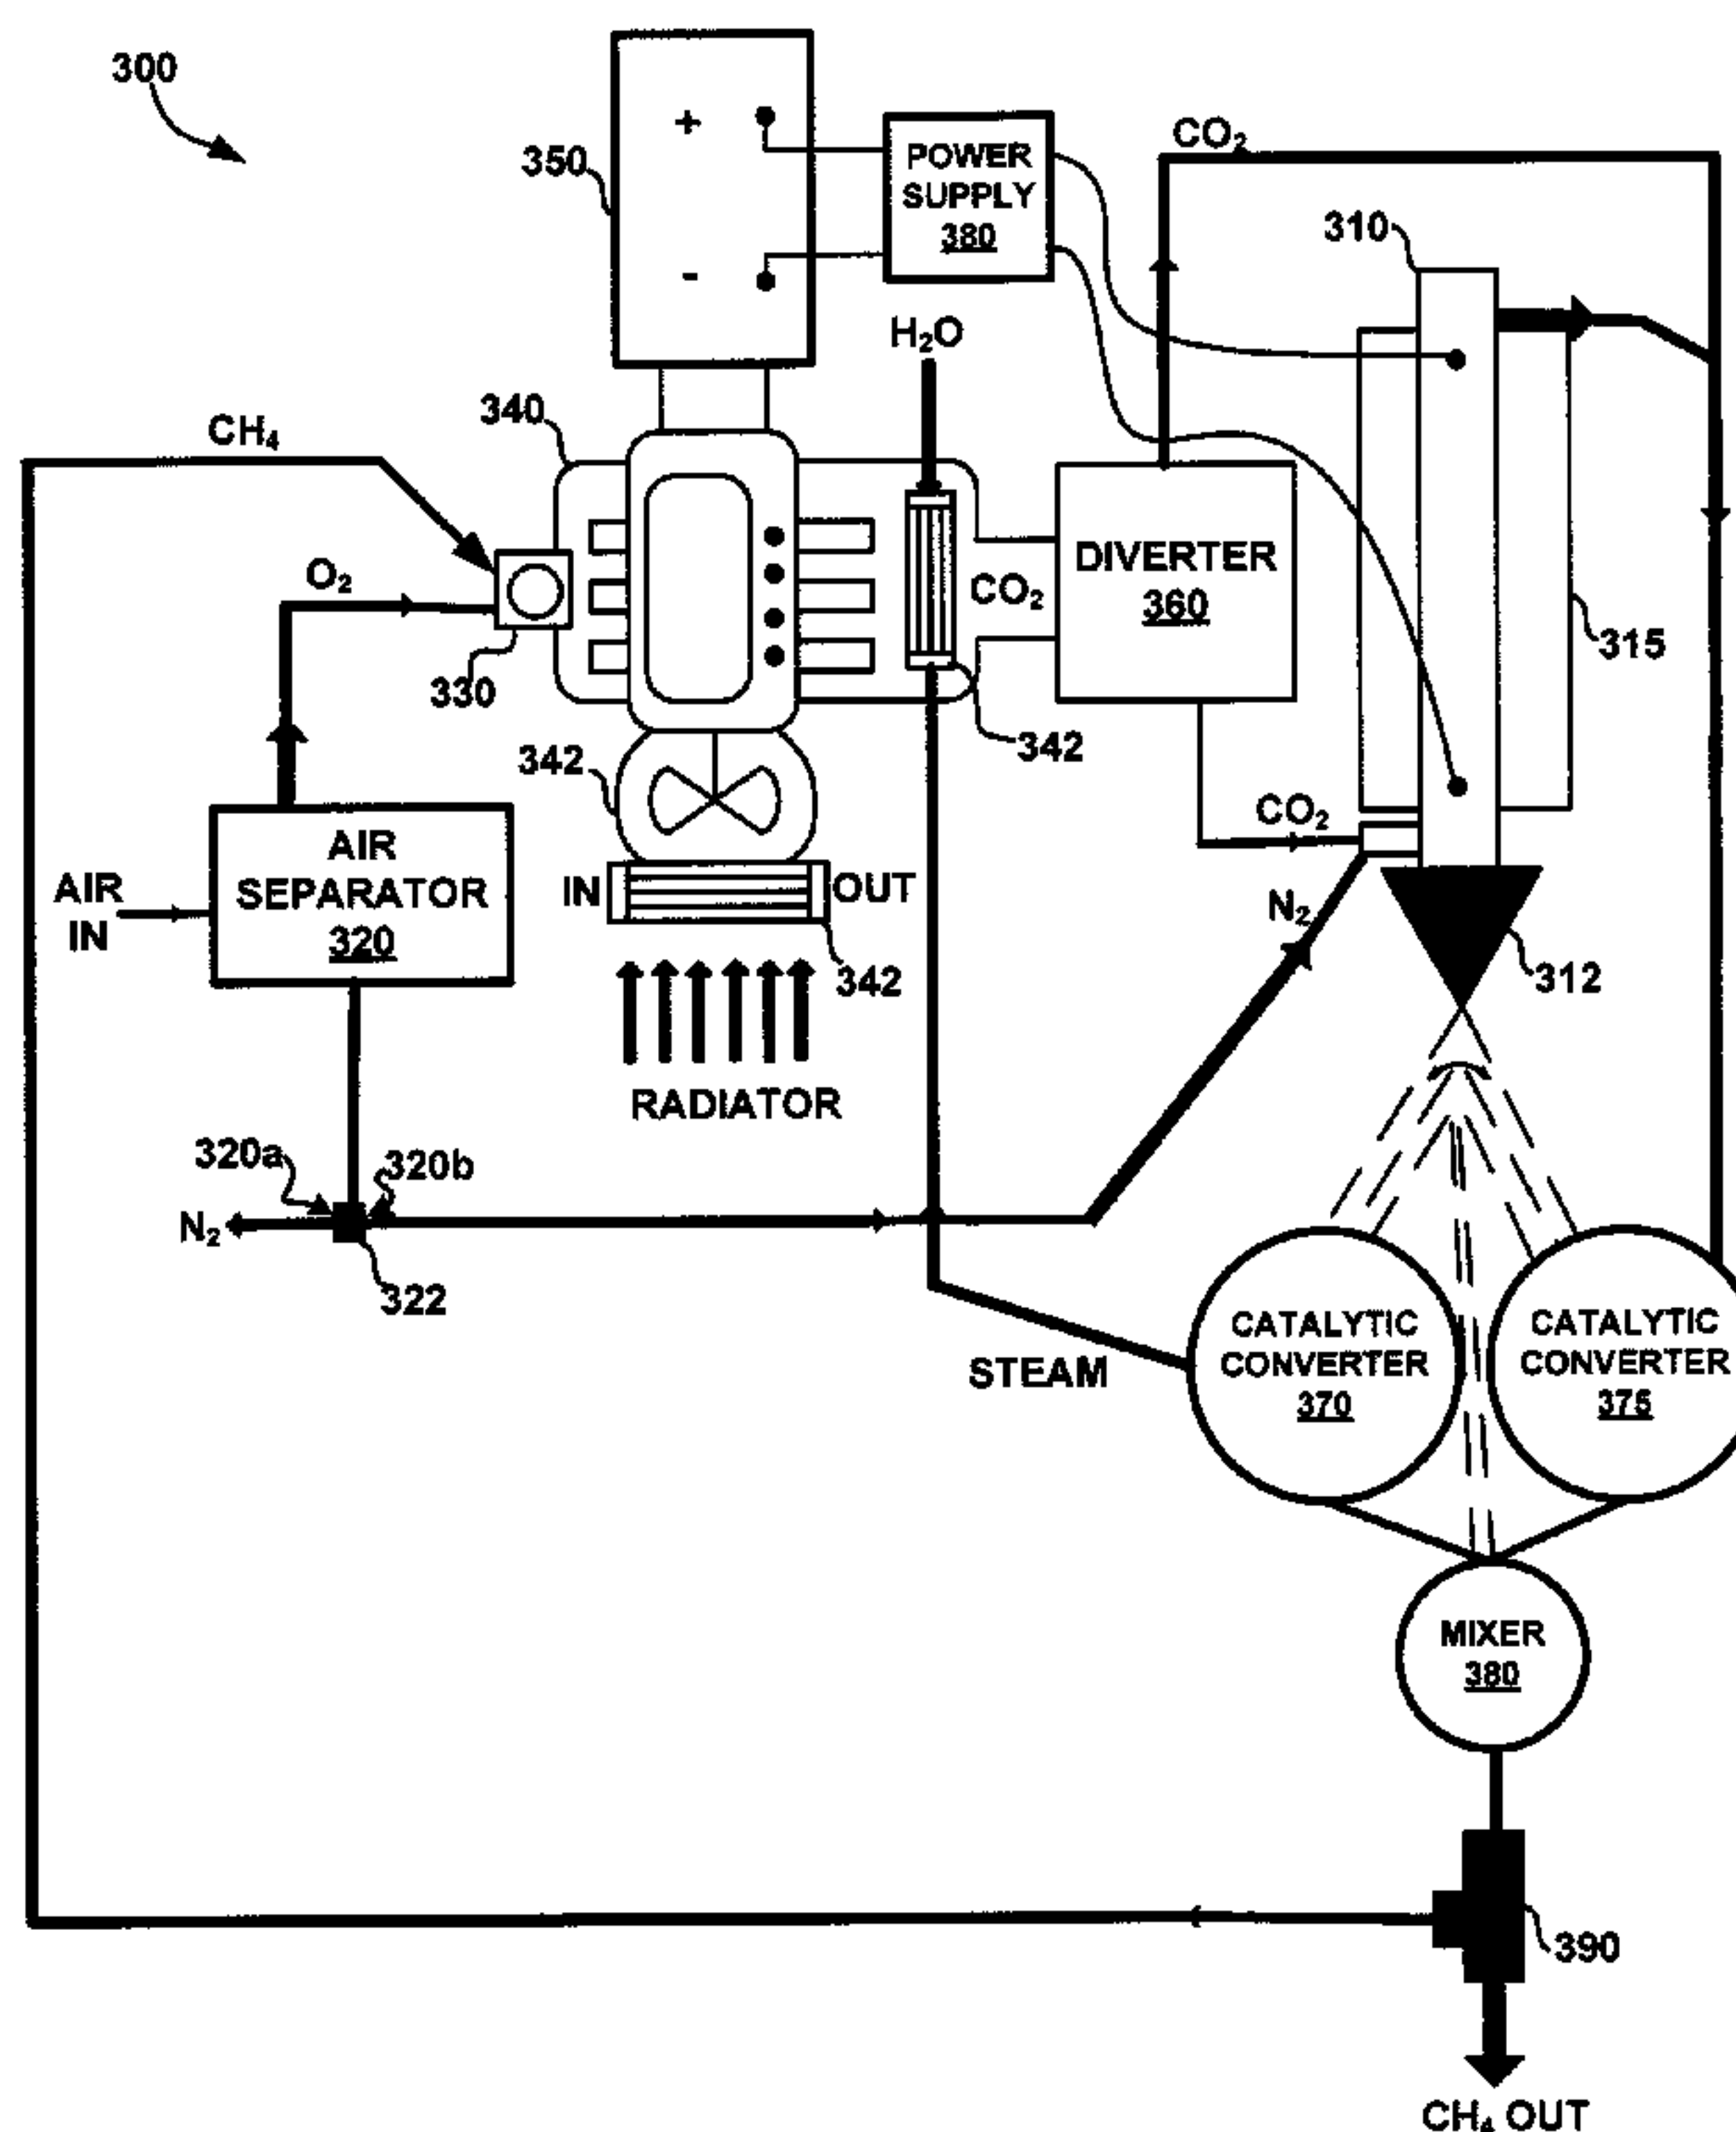 300
350
+
-
POWER
SUPPLY
380
CO₂
310
H₂O
340
CH₄
O₂
330
CO₂
DIVERTER
360
315
342
342
CO₂
AIR
SEPARATOR
320
AIR
IN
IN
OUT
342
N₂
312
RADIATOR
320a
320b
N₂
322
STEAM
CATALYTIC
CONVERTER
370
CATALYTIC
CONVERTER
375
MIXER
380
390
CH₄ OUT